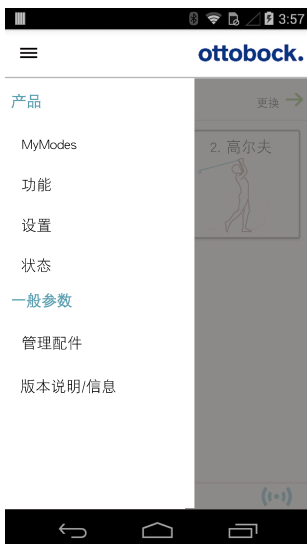 3:57
ottobock.
产品
更换
MyModes
2. 高尔夫
功能
设置
状态
一般参数
管理配件
版本说明/信息